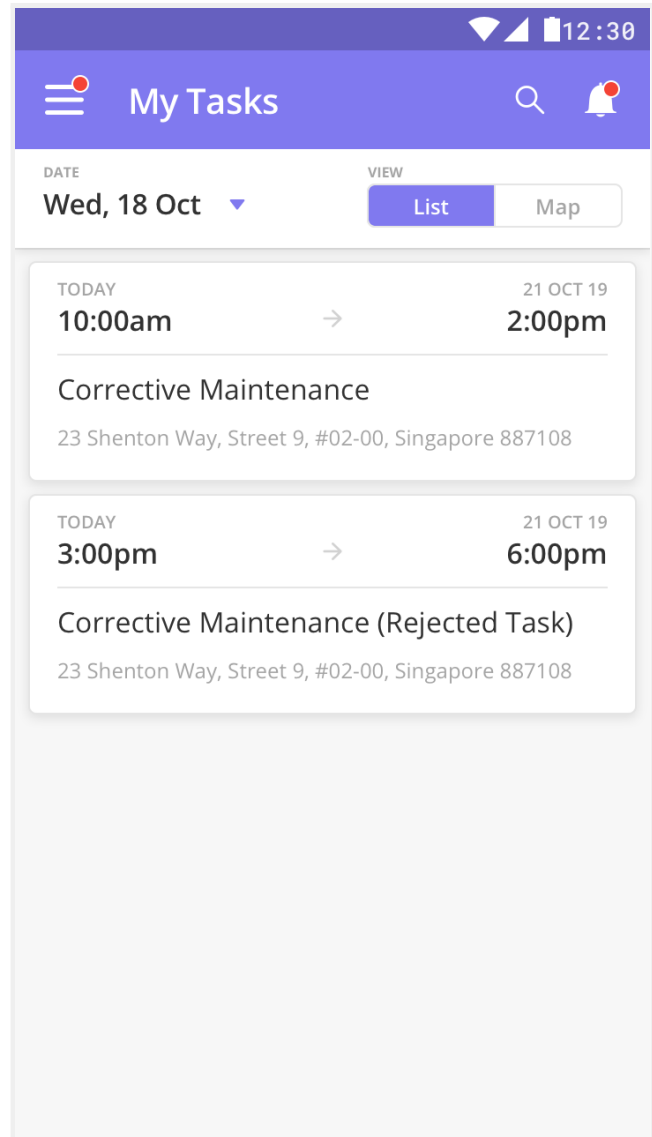 12:30
My Tasks
DATE
VIEW
Wed, 18 Oct
List
Map
TODAY
21 OCT 19
10:00am
2:00pm
Corrective Maintenance
23 Shenton Way, Street 9, #02-00, Singapore 887108
TODAY
21 OCT 19
3:00pm
6:00pm
Corrective Maintenance (Rejected Task)
23 Shenton Way, Street 9, #02-00, Singapore 887108